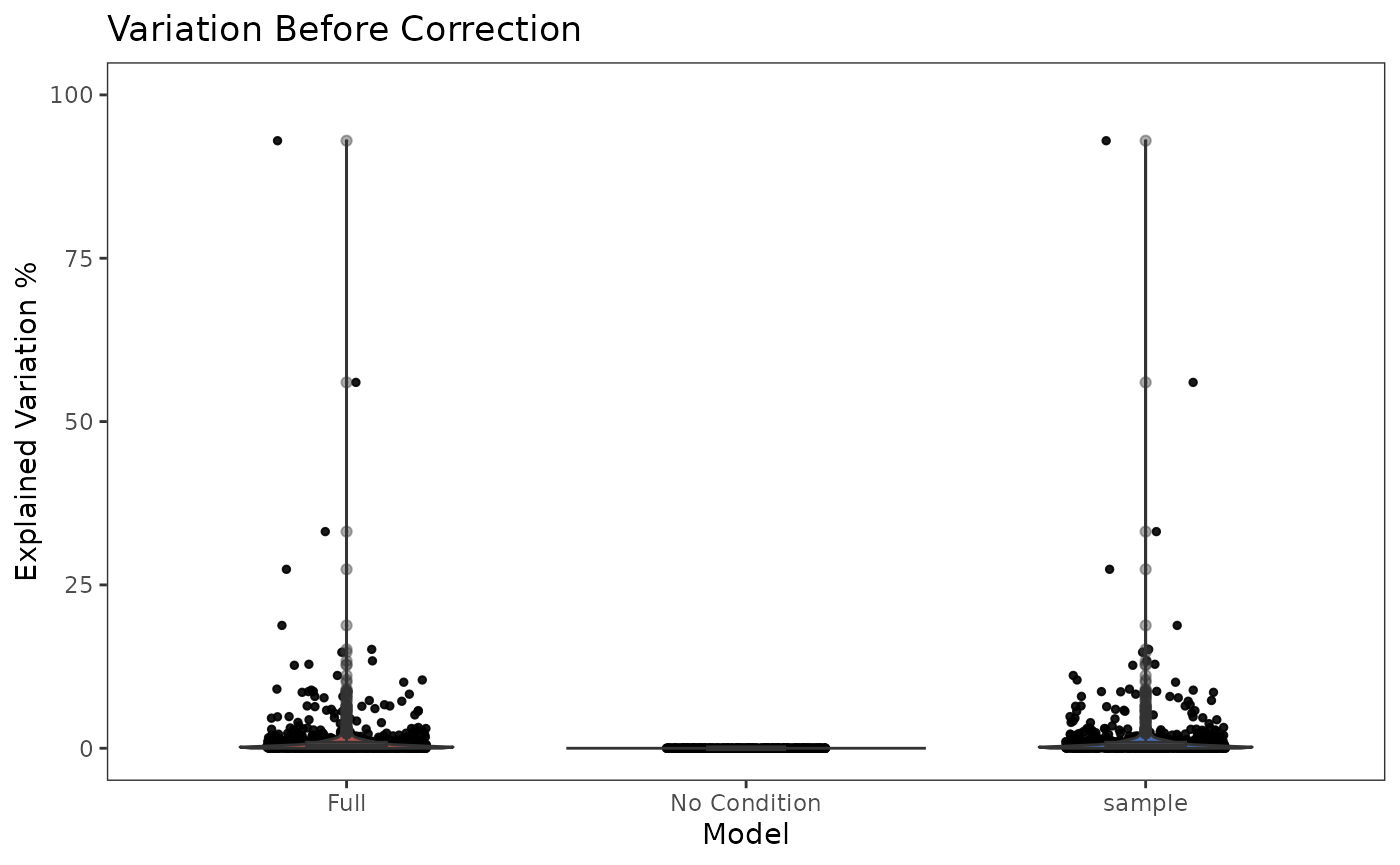 Variation Before Correction
Explained Variation %
100
75
50
25
0
Full
No Condition
sample
Model